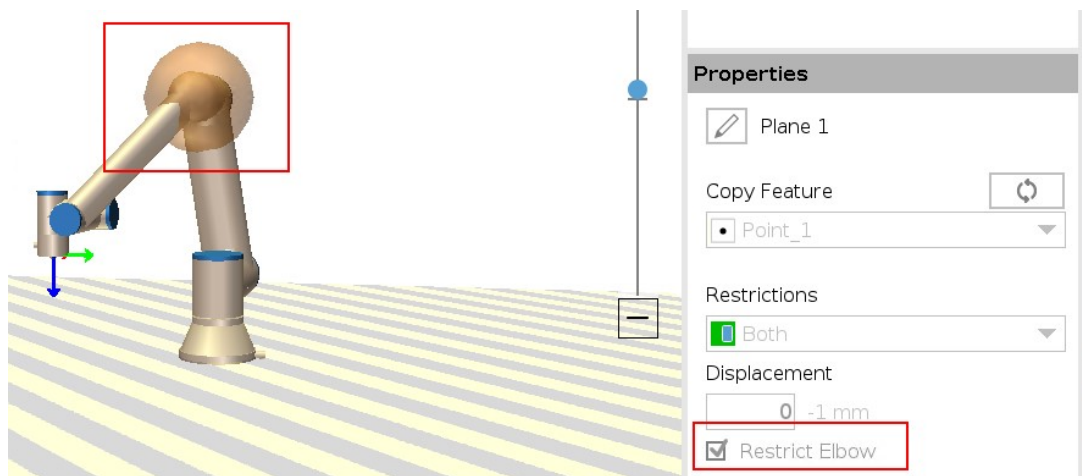 Properties
Plane 1
Copy Feature
Point_1
Restrictions
Both
Displacement
0 -1 mm
Restrict Elbow